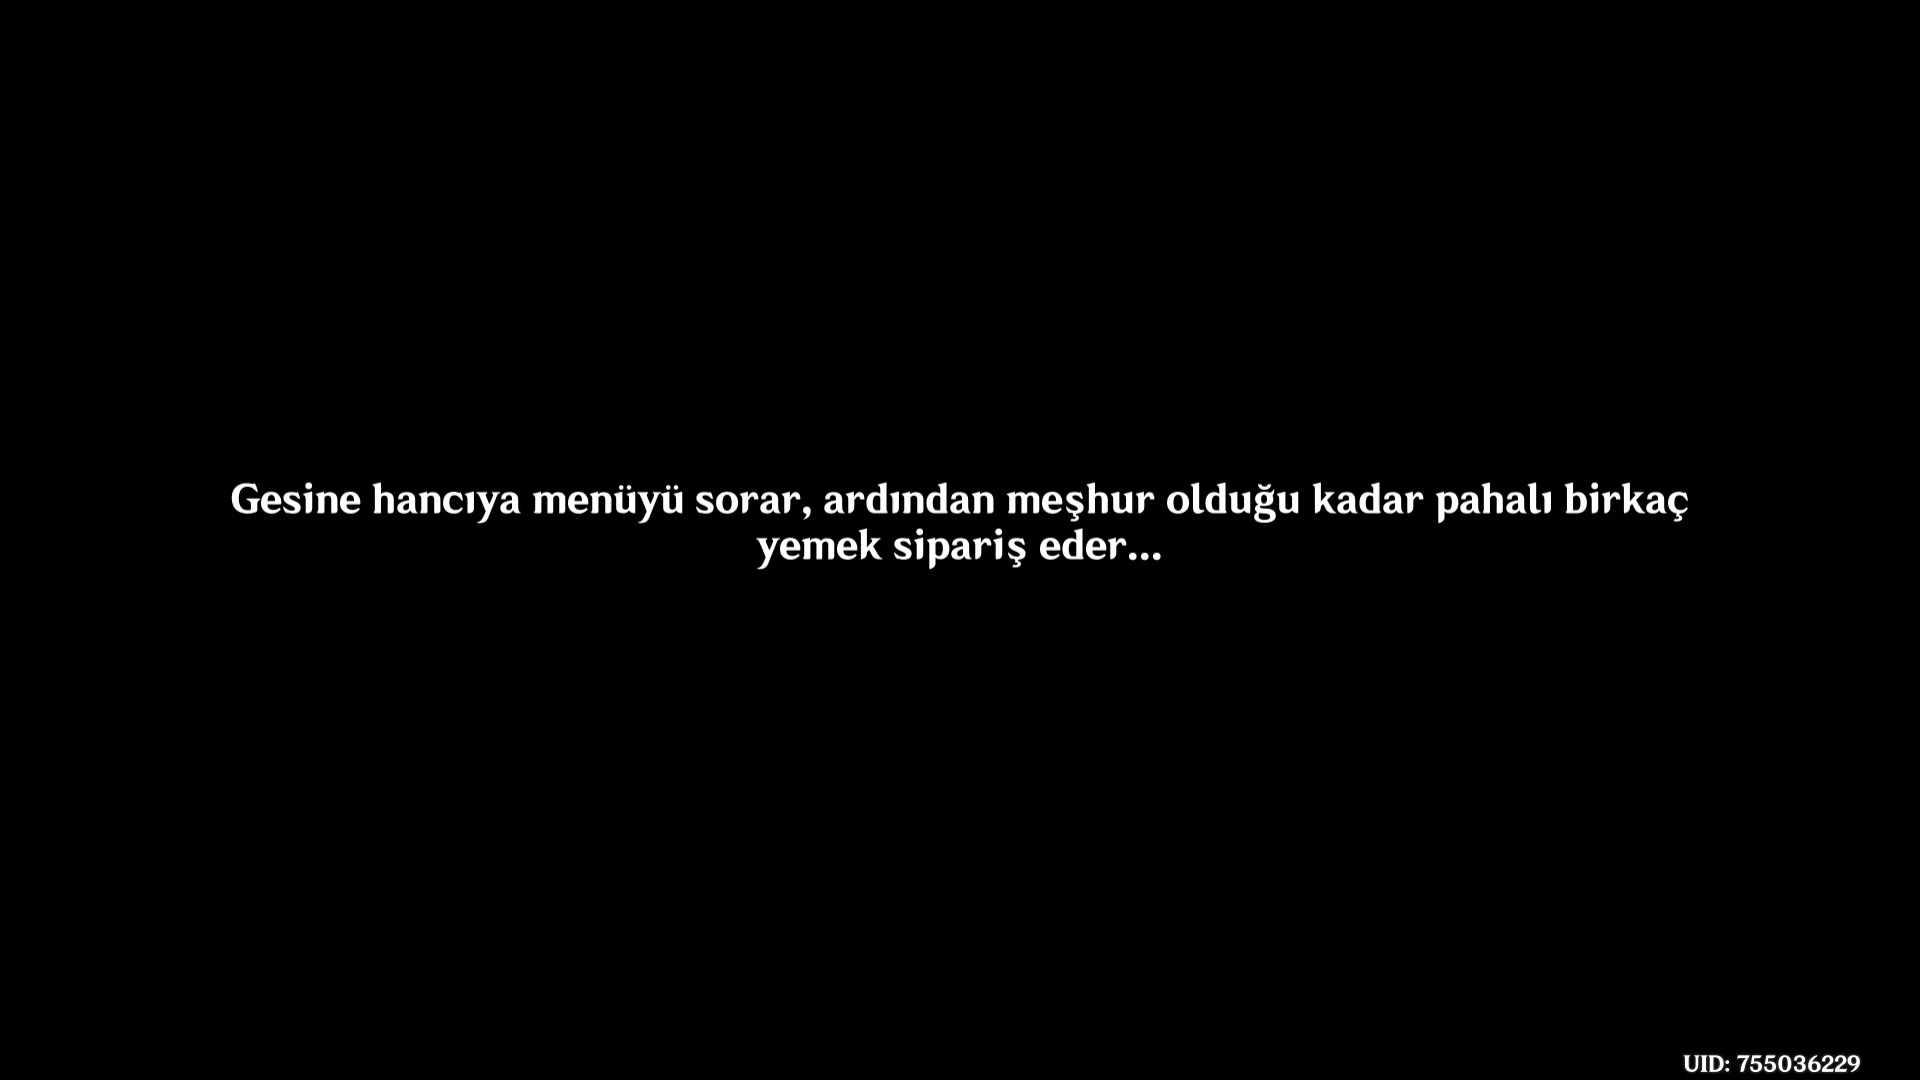 Gesine hancıya menüyü sorar, ardından meşhur olduğu kadar pahalı birkaç
yemek sipariş eder...
UID: 755036229